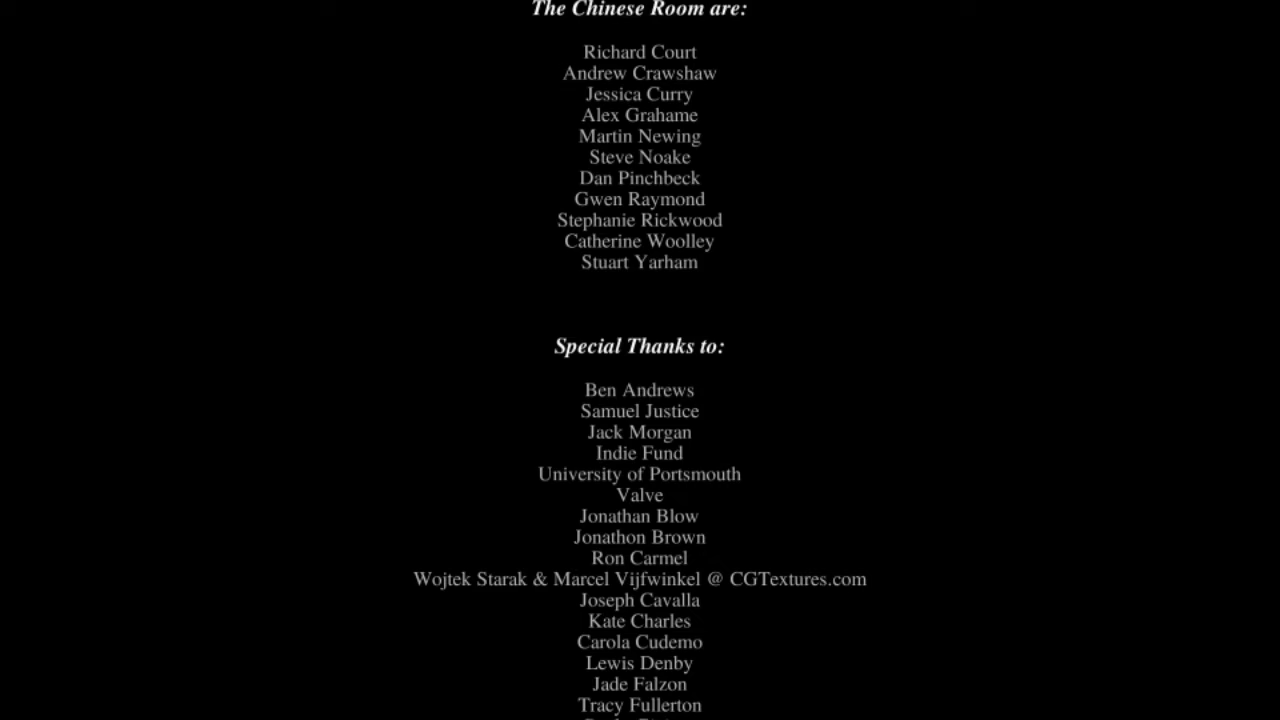 The Chinese Room are:
Richard Court
Andrew Crawshaw
Jessica Curry
Alex Grahame
Martin Newing
Steve Noake
Dan Pinchbeck
Gwen Raymond
Stephanie Rickwood
Catherine Woolley
Stuart Yarham
Special Thanks to:
Ben Andrews
Samuel Justice
Jack Morgan
Indie Fund
University of Portsmouth
Valve
Jonathan Blow
Jonathon Brown
Ron Carmel
Wojtek Starak & Marcel Vijfwinkel @ CGTextures.com
Joseph Cavalla
Kate Charles
Carola Cudemo
Lewis Denby
Jade Falzon
Tracy Fullerton